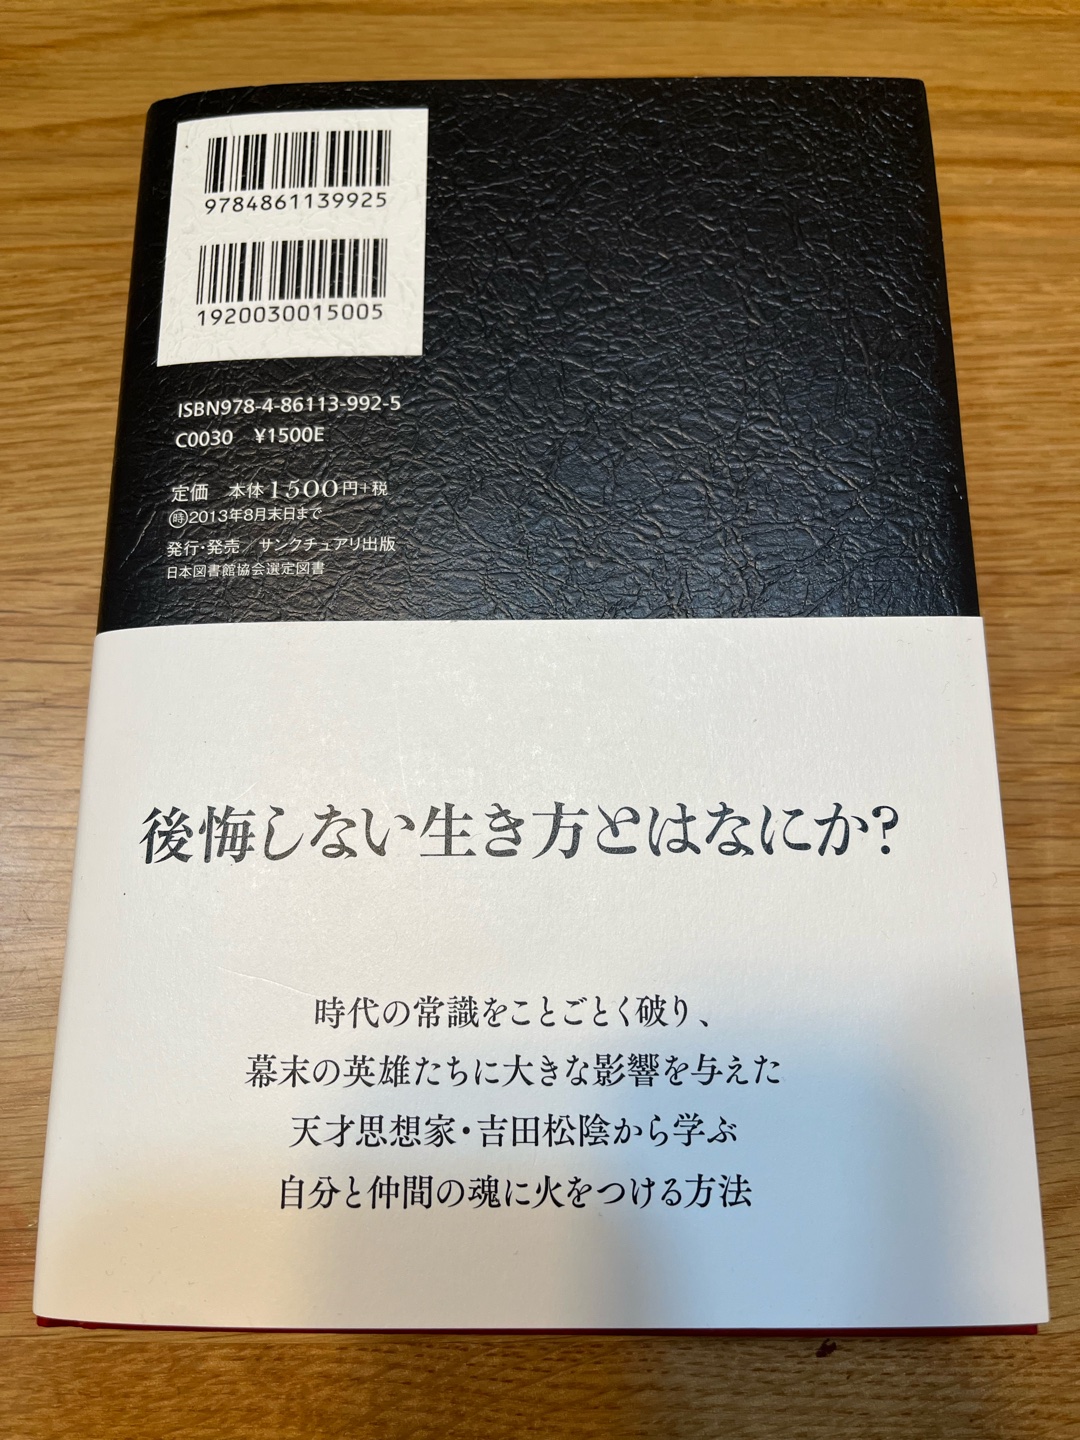 9784861139925
1920030015005
ISBN978-4-86113-992-5
C0030 ¥1500E
定価 本体1500円+税
㊕2013年8月末日まで
発行・発売/サンクチュアリ出版
日本図書館協会選定図書
後悔しない生き方とはなにか?
時代の常識をことごとく破り、
幕末の英雄たちに大きな影響を与えた
天才思想家・吉田松陰から学ぶ
自分と仲間の魂に火をつける方法